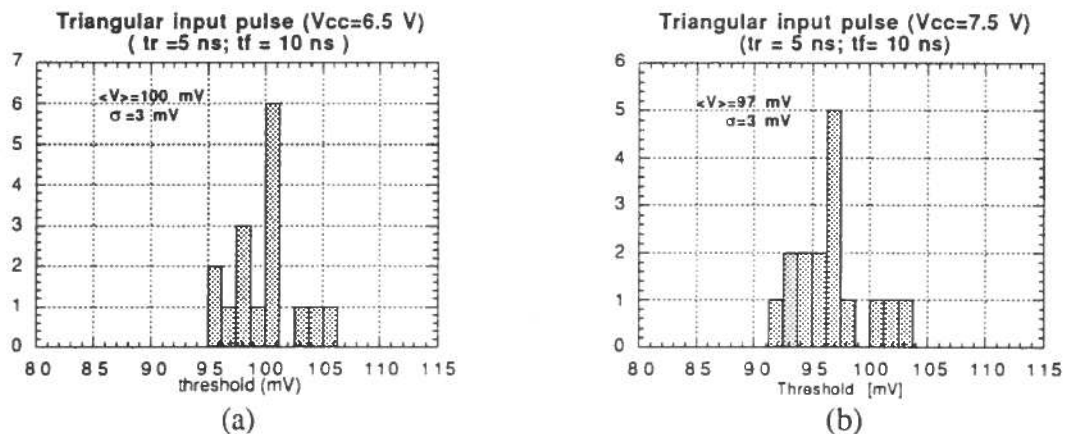 Triangular input pulse (Vcc=6.5 V)
( tr =5 ns; tf = 10 ns )
7
6
5
4
3
2
1
0
<V>=100 mV
σ=3 mV
80 85 90 95 100 105 110 115
threshold (mV)
(a)
Triangular input pulse (Vcc=7.5 V)
(tr = 5 ns; tf= 10 ns)
6
5
4
3
2
1
0
<V>=97 mV
σ=3 mV
80 85 90 95 100 105 110 115
Threshold [mV]
(b)